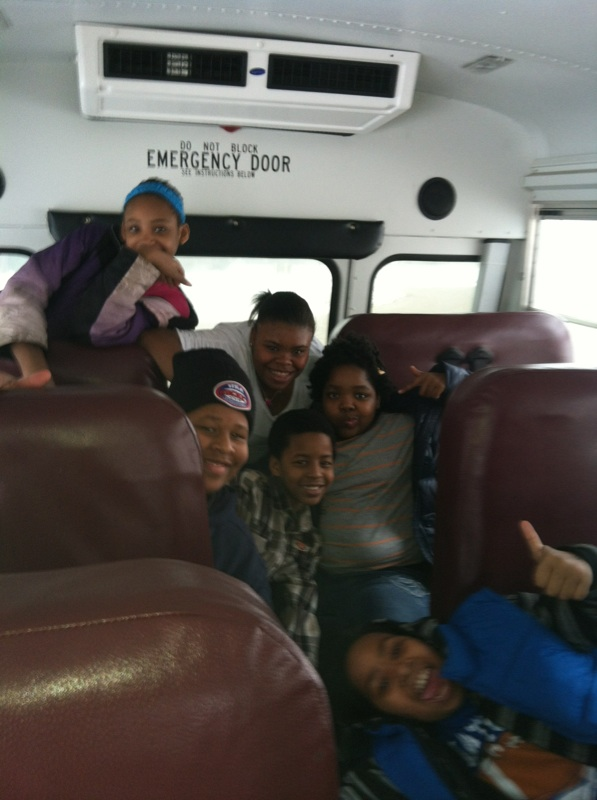 DO NOT BLOCK
EMERGENCY DOOR
SEE INSTRUCTIONS BELOW